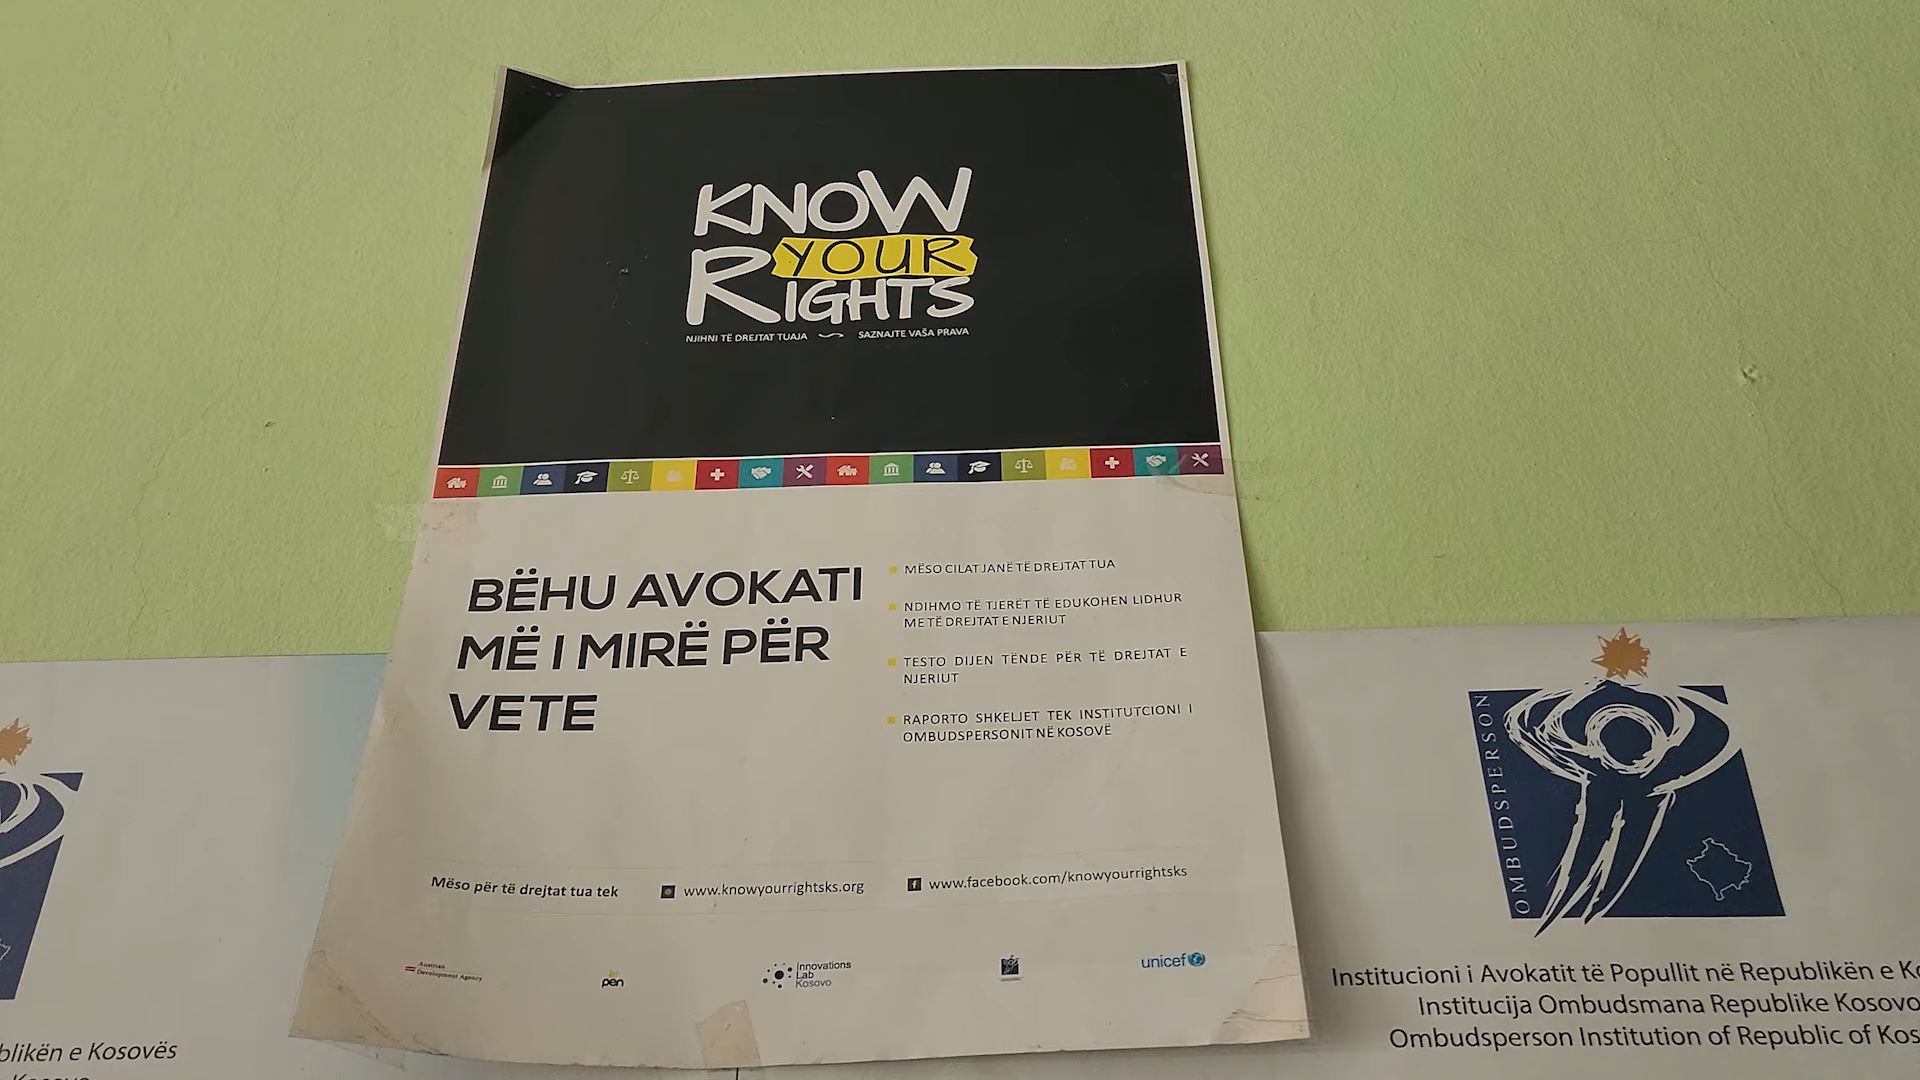 KNOW
YOUR
RIGHTS
NJIHNI TË DREJTAT TUAJA
SAZNAJTE VAŠA PRAVA
BËHU AVOKATI
MË I MIRË PËR
VETE
MËSO CILAT JANË TË DREJTAT TUA
NDIHMO TË TJERËT TË EDUKOHEN LIDHUR
ME TË DREJTAT E NJERIUT
TESTO DIJEN TËNDE PËR TË DREJTAT E
NJERIUT
RAPORTO SHKELJET TEK INSTITUTCIONI I
OMBUDSPERSONIT NË KOSOVË
Mëso për të drejtat tua tek
www.knowyourrightsks.org
www.facebook.com/knowyourrightsks
Austrian
Development Agency
pen
Innovations
Lab
Kosovo
unicef
OMBUDSPERSON
Institucioni i Avokatit të Popullit në Republikën e
Institucija Ombudsmana Republike Kosovo
Ombudsperson Institution of Republic of
e Kosovës